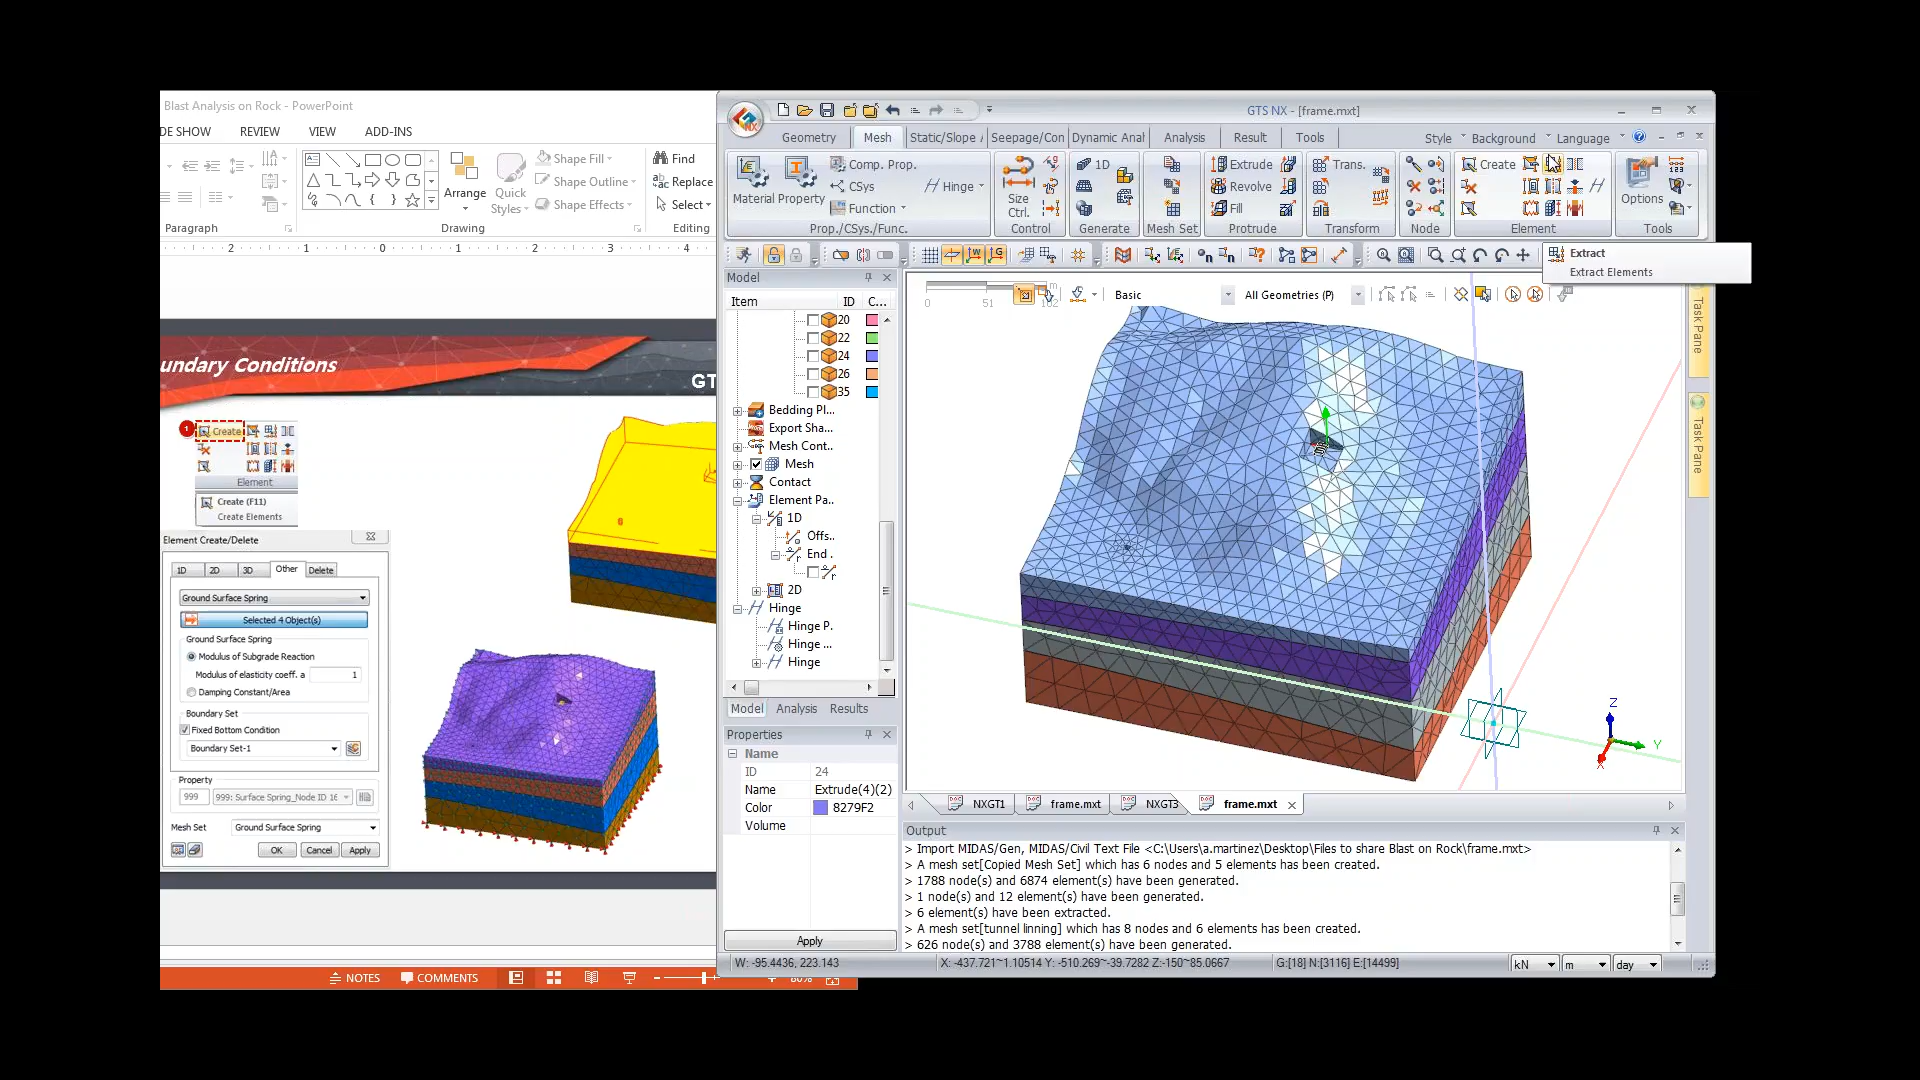 Blast Analysis on Rock - PowerPoint
DE SHOW REVIEW VIEW ADD-INS
Shape Fill
Shape Outline
Shape Effects
Arrange
Quick
Styles
Find
Replace
Select
Paragraph
Drawing
Editing
2 1 0 1 2 3 4
undary Conditions
GT
1
Create
Element
Create (F11)
Create Elements
Element Create/Delete
1D 2D 3D Other Delete
Ground Surface Spring
Selected 4 Object(s)
Ground Surface Spring
Modulus of Subgrade Reaction
Modulus of elasticity coeff. a 1
Damping Constant/Area
Boundary Set
Fixed Bottom Condition
Boundary Set-1
Property
999 999: Surface Spring_Node ID 16
Mesh Set Ground Surface Spring
OK Cancel Apply
NOTES COMMENTS
80%
GTS NX - [frame.mxt]
Geometry Mesh Static/Slope Seepage/Con Dynamic Anal Analysis Result Tools
Style Background Language
Material Property
Comp. Prop.
CSys
Function
Hinge
Prop./CSys./Func.
Size
Ctrl.
Control
1D
Generate
Mesh Set
Extrude
Revolve
Fill
Protrude
Trans.
Transform
Node
Create
Element
Options
Tools
Extract
Extract Elements
Model
Item ID C...
20
22
24
26
35
Bedding Pl...
Export Sha...
Mesh Cont..
Mesh
Contact
Element Pa..
1D
Offs..
End .
2D
Hinge
Hinge P.
Hinge ...
Hinge
Model Analysis Results
Properties
Name
ID 24
Name Extrude(4)(2)
Color 8279F2
Volume
Apply
0 51 102
m
Basic
All Geometries (P)
Task Pane
Task Pane
Z
Y
X
NXGT1 frame.mxt NXGT3 frame.mxt
Output
> Import MIDAS/Gen, MIDAS/Civil Text File <C:\Users\a.martinez\Desktop\Files to share Blast on Rock\frame.mxt>
> A mesh set[Copied Mesh Set] which has 6 nodes and 5 elements has been created.
> 1788 node(s) and 6874 element(s) have been generated.
> 1 node(s) and 12 element(s) have been generated.
> 6 element(s) have been extracted.
> A mesh set[tunnel linning] which has 8 nodes and 6 elements has been created.
> 626 node(s) and 3788 element(s) have been generated.
W: -95.4436, 223.143
X: -437.721~1.10514 Y: -510.269~-39.7282 Z:-150~85.0667
G:[18] N:[3116] E:[14499]
kN m day